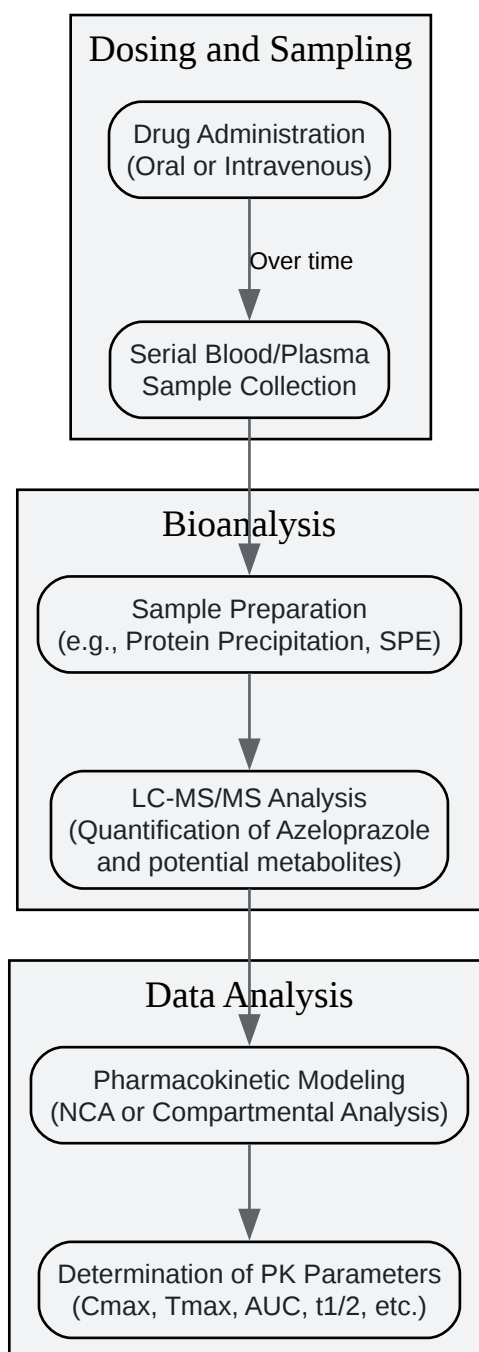 Dosing and Sampling
Drug Administration
(Oral or Intravenous)
Over time
Serial Blood/Plasma
Sample Collection
Bioanalysis
Sample Preparation
(e.g., Protein Precipitation, SPE)
LC-MS/MS Analysis
(Quantification of Azeloprazole
and potential metabolites)
Data Analysis
Pharmacokinetic Modeling
(NCA or Compartmental Analysis)
Determination of PK Parameters
(Cmax, Tmax, AUC, t1/2, etc.)